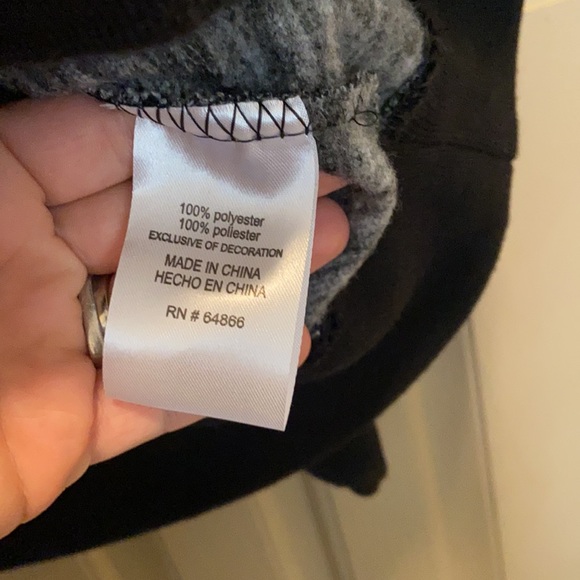 100% polyester
100% poliester
EXCLUSIVE OF DECORATION
MADE IN CHINA
HECHO EN CHINA
RN # 64866